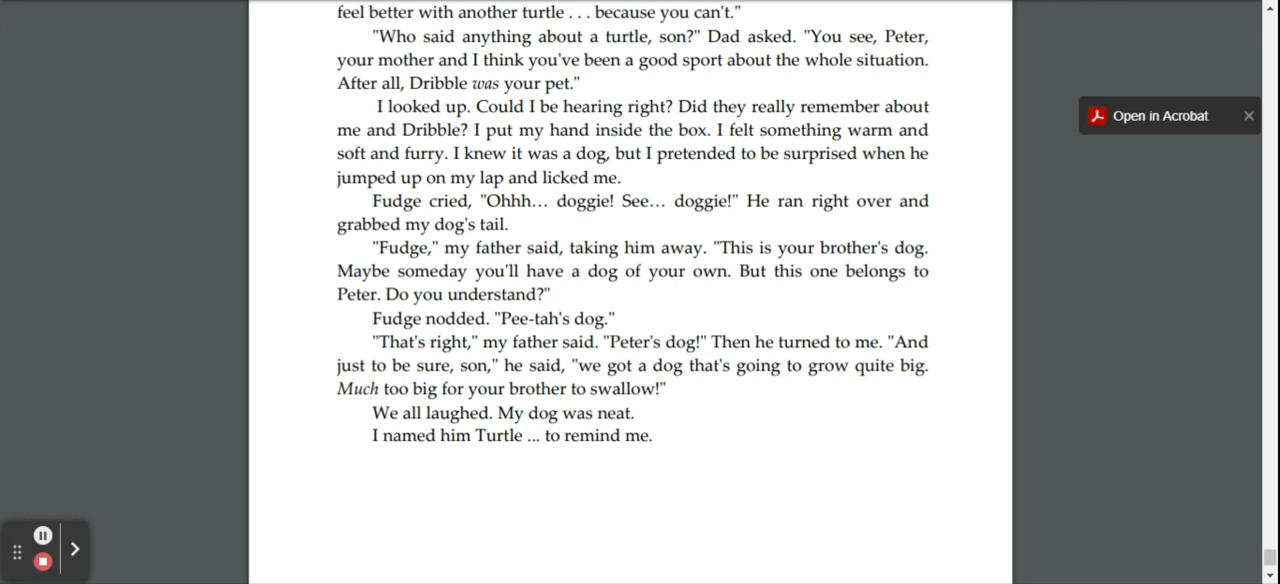 feel better with another turtle . . . because you can't."
"Who said anything about a turtle, son?" Dad asked. "You see, Peter,
your mother and I think you've been a good sport about the whole situation.
After all, Dribble was your pet."
I looked up. Could I be hearing right? Did they really remember about
me and Dribble? I put my hand inside the box. I felt something warm and
soft and furry. I knew it was a dog, but I pretended to be surprised when he
jumped up on my lap and licked me.
Fudge cried, "Ohhh... doggie! See... doggie!" He ran right over and
grabbed my dog's tail.
"Fudge," my father said, taking him away. "This is your brother's dog.
Maybe someday you'll have a dog of your own. But this one belongs to
Peter. Do you understand?"
Fudge nodded. "Pee-tah's dog."
"That's right," my father said. "Peter's dog!" Then he turned to me. "And
just to be sure, son," he said, "we got a dog that's going to grow quite big.
Much too big for your brother to swallow!"
We all laughed. My dog was neat.
I named him Turtle ... to remind me.
Open in Acrobat